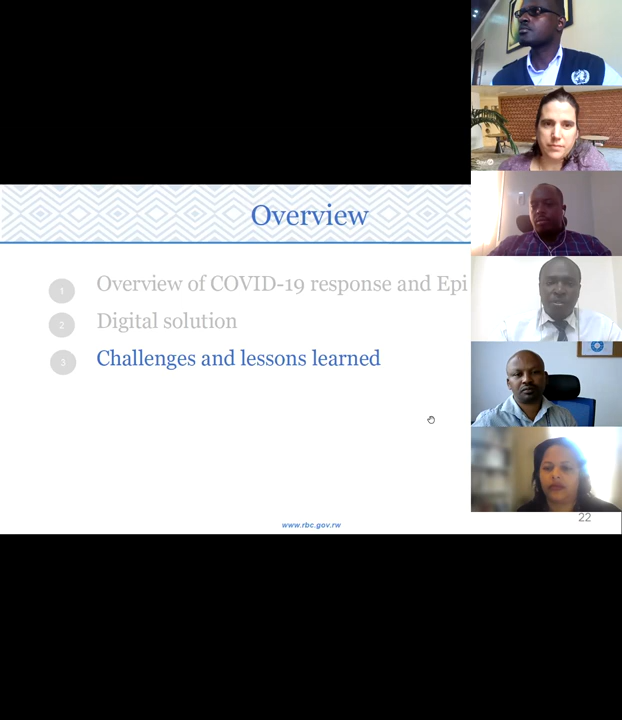 Overview
1 Overview of COVID-19 response and Epi
2 Digital solution
3 Challenges and lessons learned
www.rbc.gov.rw
22